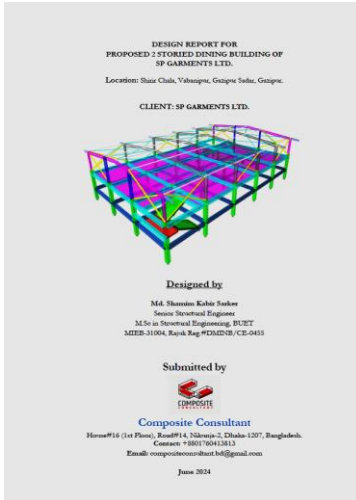 DESIGN REPORT FOR
PROPOSED 2 STORIED DINING BUILDING OF
SP GARMENTS LTD.
Location: Shirir Chala, Vabanipur, Gazipur Sadar, Gazipur.
CLIENT: SP GARMENTS LTD.
Designed by
Md. Shamim Kabir Sarker
Senior Structural Engineer
M.Sc in Structural Engineering, BUET
MIEB-31004, Rajuk Reg.#DMINB/CE-0455
Submitted by
COMPOSITE
CONSULTANT
Composite Consultant
House#16 (1st Floor), Road#14, Nikunja-2, Dhaka-1207, Bangladesh.
Contact: +8801760413813
Email: compositeconsultant.bd@gmail.com
June 2024